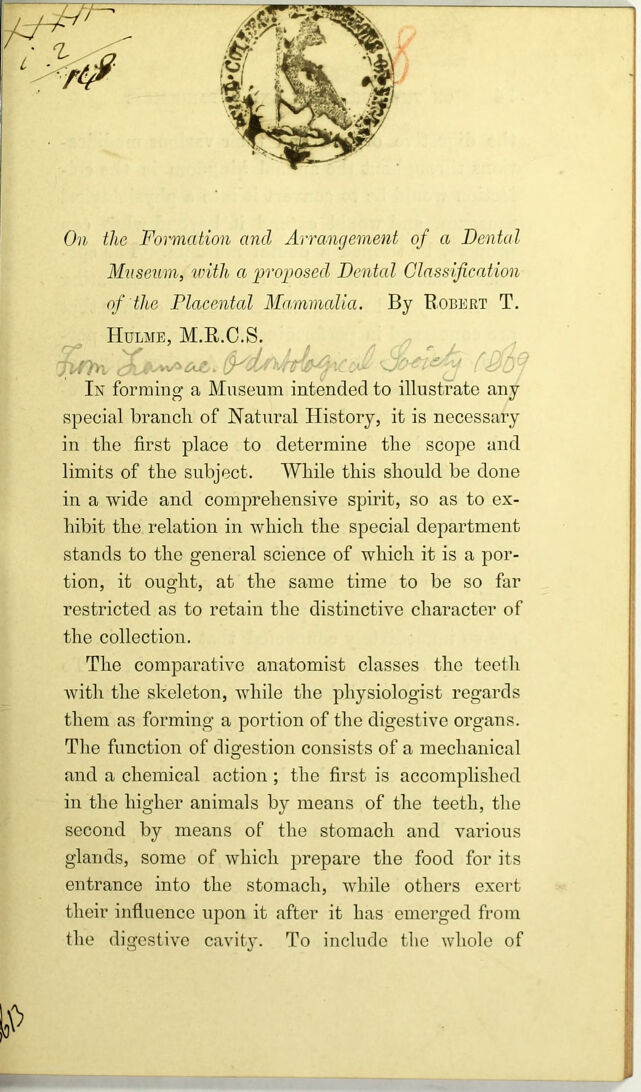 i. 2
168
8
On the Formation and Arrangement of a Dental
Museum, with a proposed Dental Classification
of the Placental Mammalia. By ROBERT T.
HULME, M.R.C.S.
From Transac. Odontological Society 1869
IN forming a Museum intended to illustrate any
special branch of Natural History, it is necessary
in the first place to determine the scope and
limits of the subject. While this should be done
in a wide and comprehensive spirit, so as to ex-
hibit the relation in which the special department
stands to the general science of which it is a por-
tion, it ought, at the same time to be so far
restricted as to retain the distinctive character of
the collection.
The comparative anatomist classes the teeth
with the skeleton, while the physiologist regards
them as forming a portion of the digestive organs.
The function of digestion consists of a mechanical
and a chemical action ; the first is accomplished
in the higher animals by means of the teeth, the
second by means of the stomach and various
glands, some of which prepare the food for its
entrance into the stomach, while others exert
their influence upon it after it has emerged from
the digestive cavity. To include the whole of